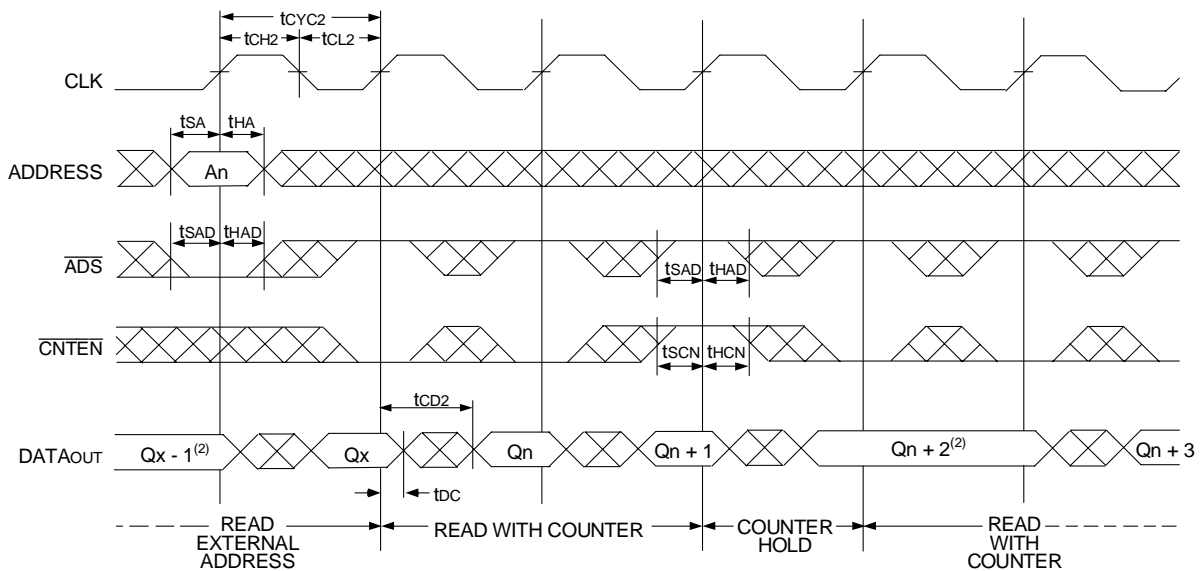 tCYC2
tCH2 tCL2
CLK
tSA tHA
ADDRESS An
tSAD tHAD
ADS
tSAD tHAD
CNTEN
tSCN tHCN
tCD2
DATAOUT Qx - 1(2) Qx Qn Qn + 1 Qn + 2(2) Qn + 3
tDC
READ EXTERNAL ADDRESS
READ WITH COUNTER
COUNTER HOLD
READ WITH COUNTER